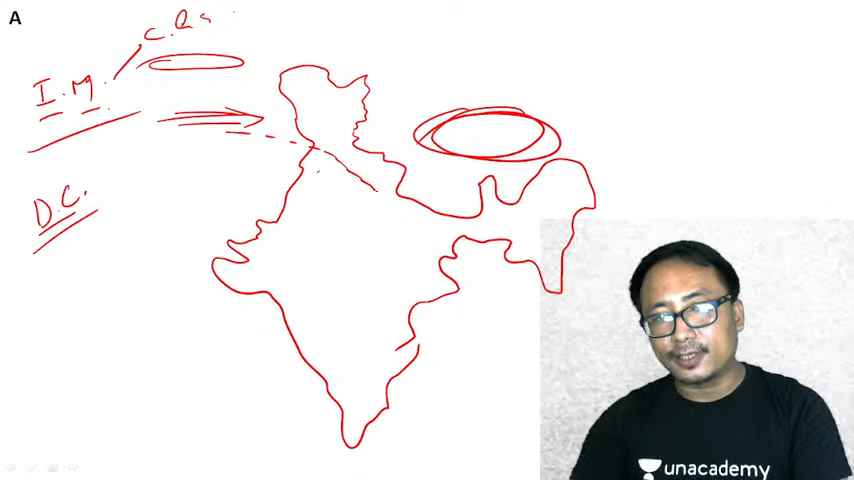 A
C. Q s
I. M.
D.C.
unacademy